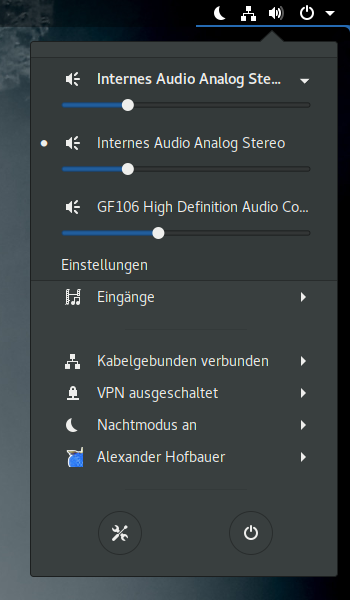 Internes Audio Analog Ste...
Internes Audio Analog Stereo
GF106 High Definition Audio Co...
Einstellungen
Eingänge
Kabelgebunden verbunden
VPN ausgeschaltet
Nachtmodus an
Alexander Hofbauer